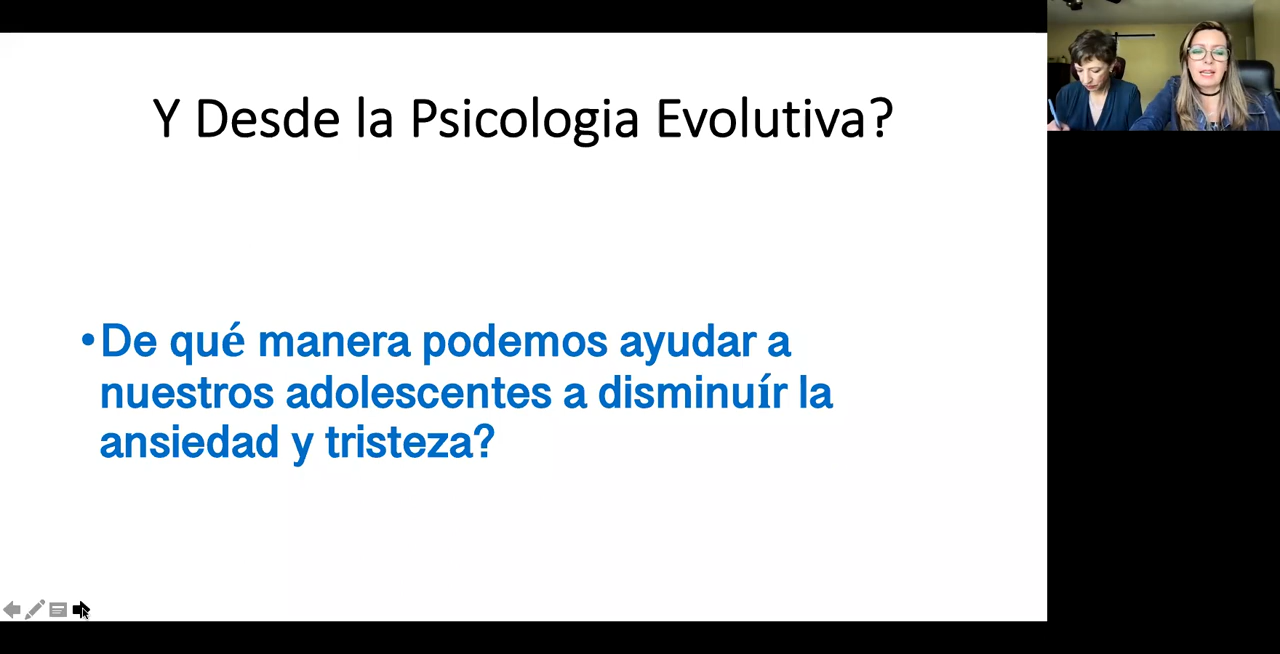 Y Desde la Psicologia Evolutiva?
•De qué manera podemos ayudar a
nuestros adolescentes a disminuír la
ansiedad y tristeza?